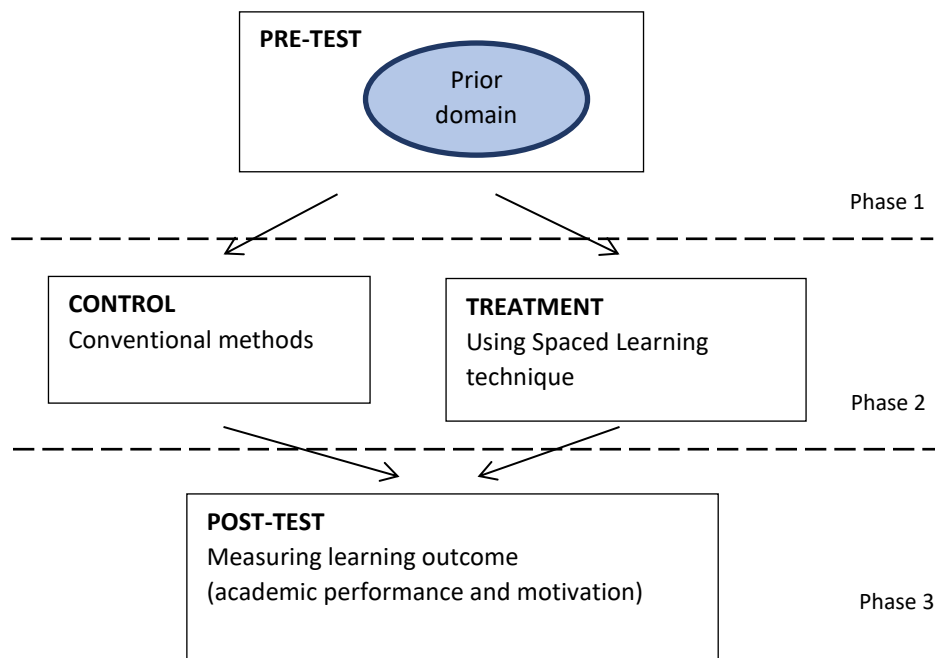 PRE-TEST
Prior
domain
Phase 1
CONTROL
Conventional methods
TREATMENT
Using Spaced Learning
technique
Phase 2
POST-TEST
Measuring learning outcome
(academic performance and motivation)
Phase 3